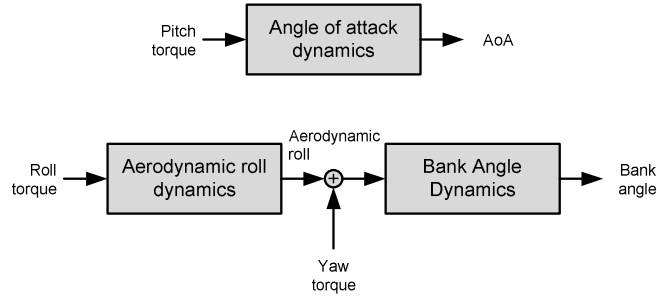 Pitch
torque
Angle of attack
dynamics
AoA
Roll
torque
Aerodynamic roll
dynamics
Aerodynamic
roll
+
Yaw
torque
Bank Angle
Dynamics
Bank
angle